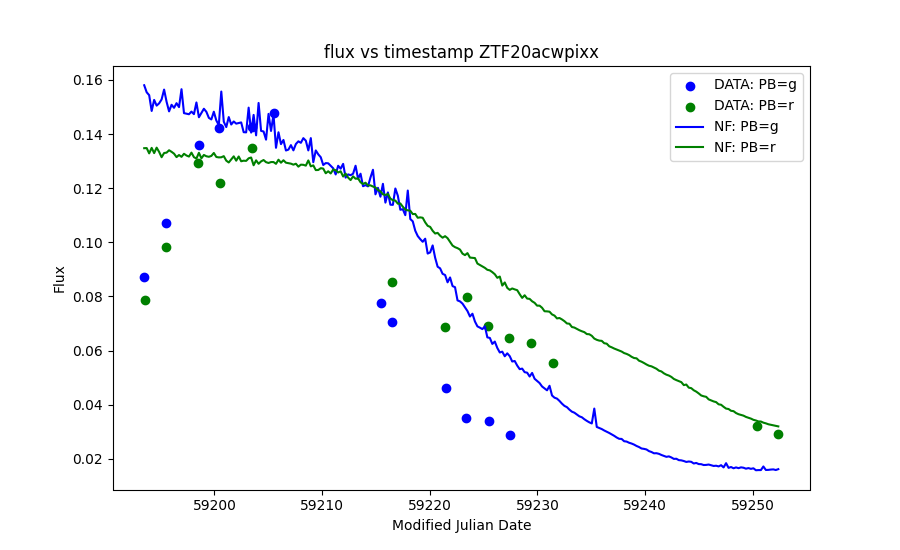 flux vs timestamp ZTF20acwpixx
DATA: PB=g
DATA: PB=r
NF: PB=g
NF: PB=r
0.16
0.14
0.12
0.10
0.08
0.06
0.04
0.02
Flux
59200
59210
59220
59230
59240
59250
Modified Julian Date